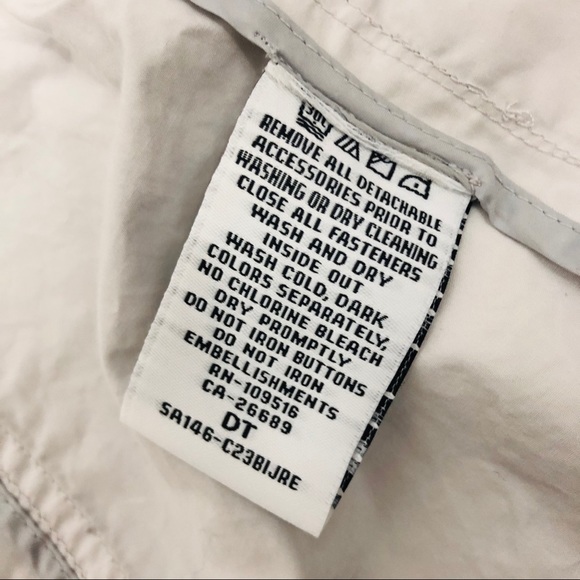 30C
REMOVE ALL DETACHABLE
ACCESSORIES PRIOR TO
WASHING OR DRY CLEANING
CLOSE ALL FASTENERS
WASH AND DRY
INSIDE OUT
WASH COLD, DARK
COLORS SEPARATELY,
NO CHLORINE BLEACH
DRY PROMPTLY
DO NOT IRON BUTTONS
DO NOT IRON
EMBELLISHMENTS
RN-109516
CA-26689
DT
SA146-C23BIJRE